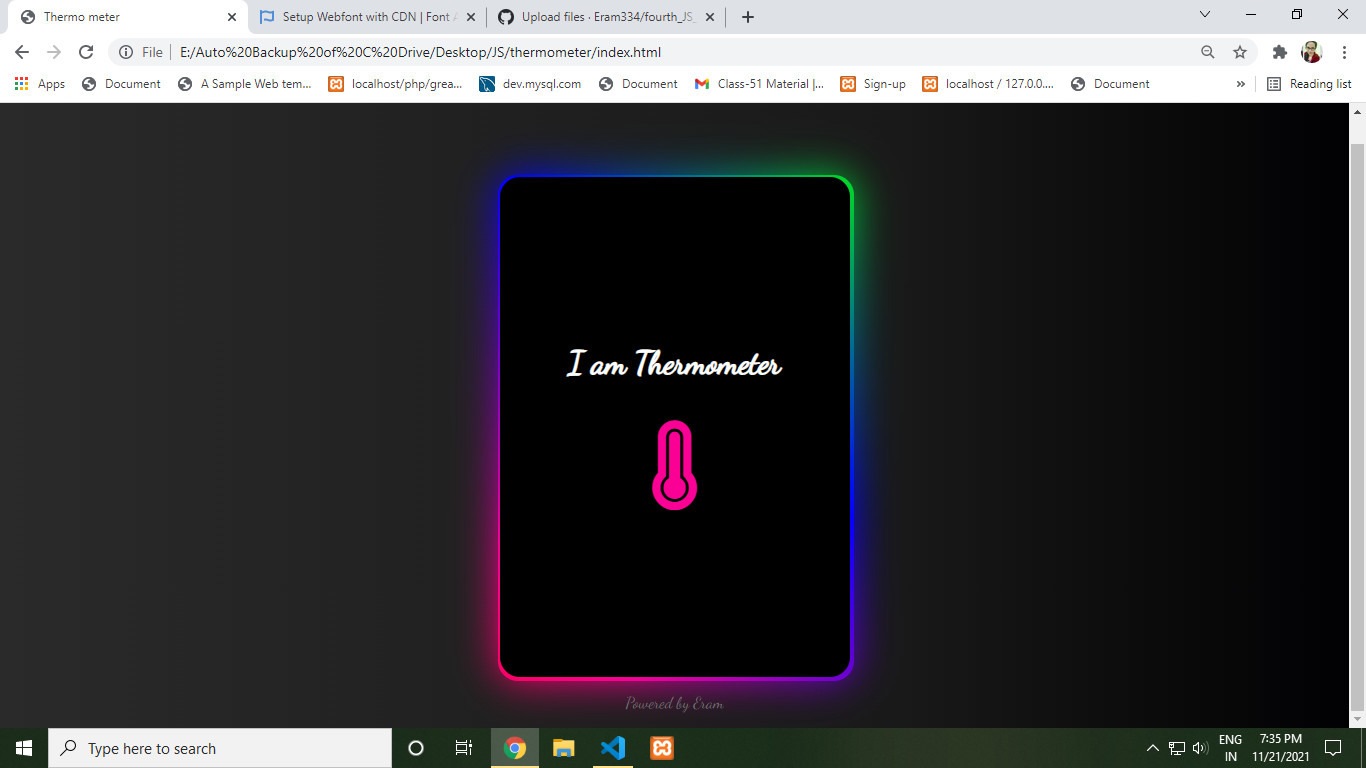 Thermo meter
Setup Webfont with CDN | Font A
Upload files · Eram334/fourth_JS_
File
E:/Auto%20Backup%20of%20C%20Drive/Desktop/JS/thermometer/index.html
Apps
Document
A Sample Web tem...
localhost/php/grea...
dev.mysql.com
Document
Class-51 Material |...
Sign-up
localhost / 127.0.0....
Document
»
Reading list
I am Thermometer
Powered by Eram
Type here to search
ENG
IN
7:35 PM
11/21/2021